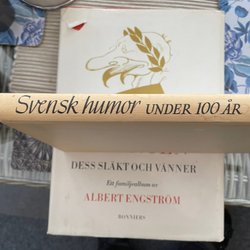 Svensk humor UNDER 100 ÅR
DESS SLÄKT OCH VÄNNER
Ett familjealbum av
ALBERT ENGSTRÖM
BONNIERS